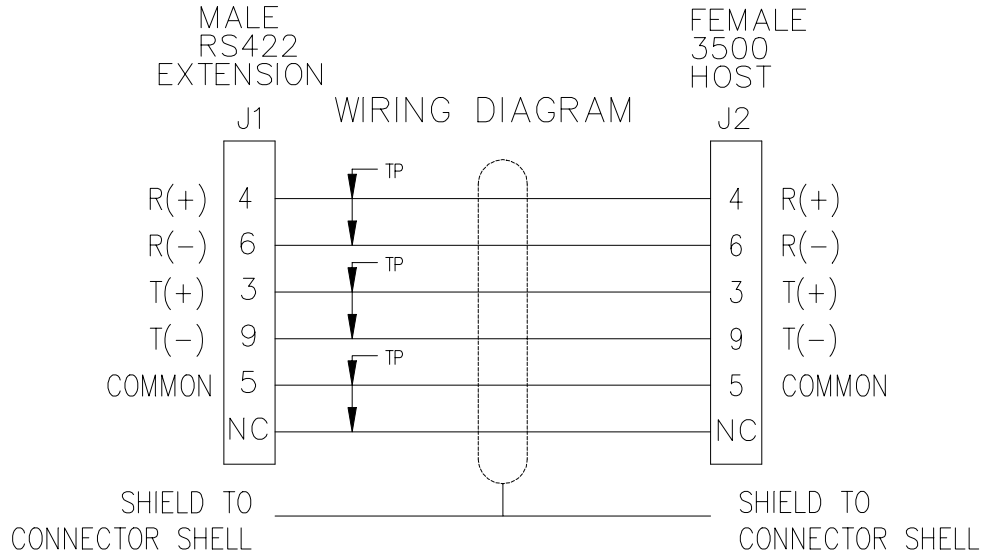 MALE
RS422
EXTENSION
J1
WIRING DIAGRAM
FEMALE
3500
HOST
J2
TP
R(+) 4 4 R(+)
R(−) 6 6 R(−)
TP
T(+) 3 3 T(+)
T(−) 9 9 T(−)
TP
COMMON 5 5 COMMON
NC NC
SHIELD TO
CONNECTOR SHELL
SHIELD TO
CONNECTOR SHELL